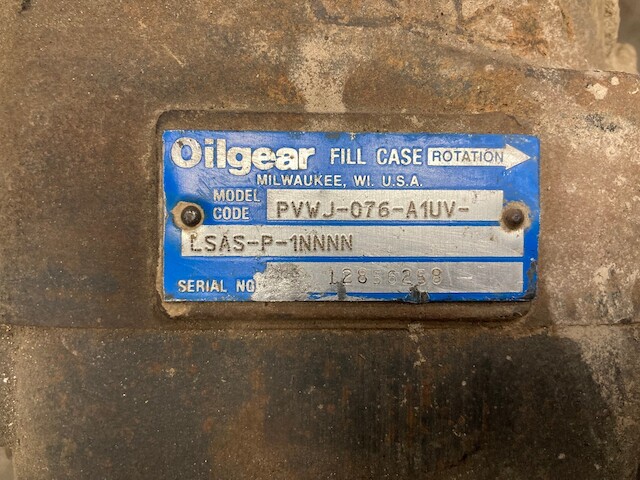 Oilgear FILL CASE ROTATION
MILWAUKEE, WI. U.S.A.
MODEL CODE PVWJ-076-A1UV-
LSAS-P-1NNNN
SERIAL NO